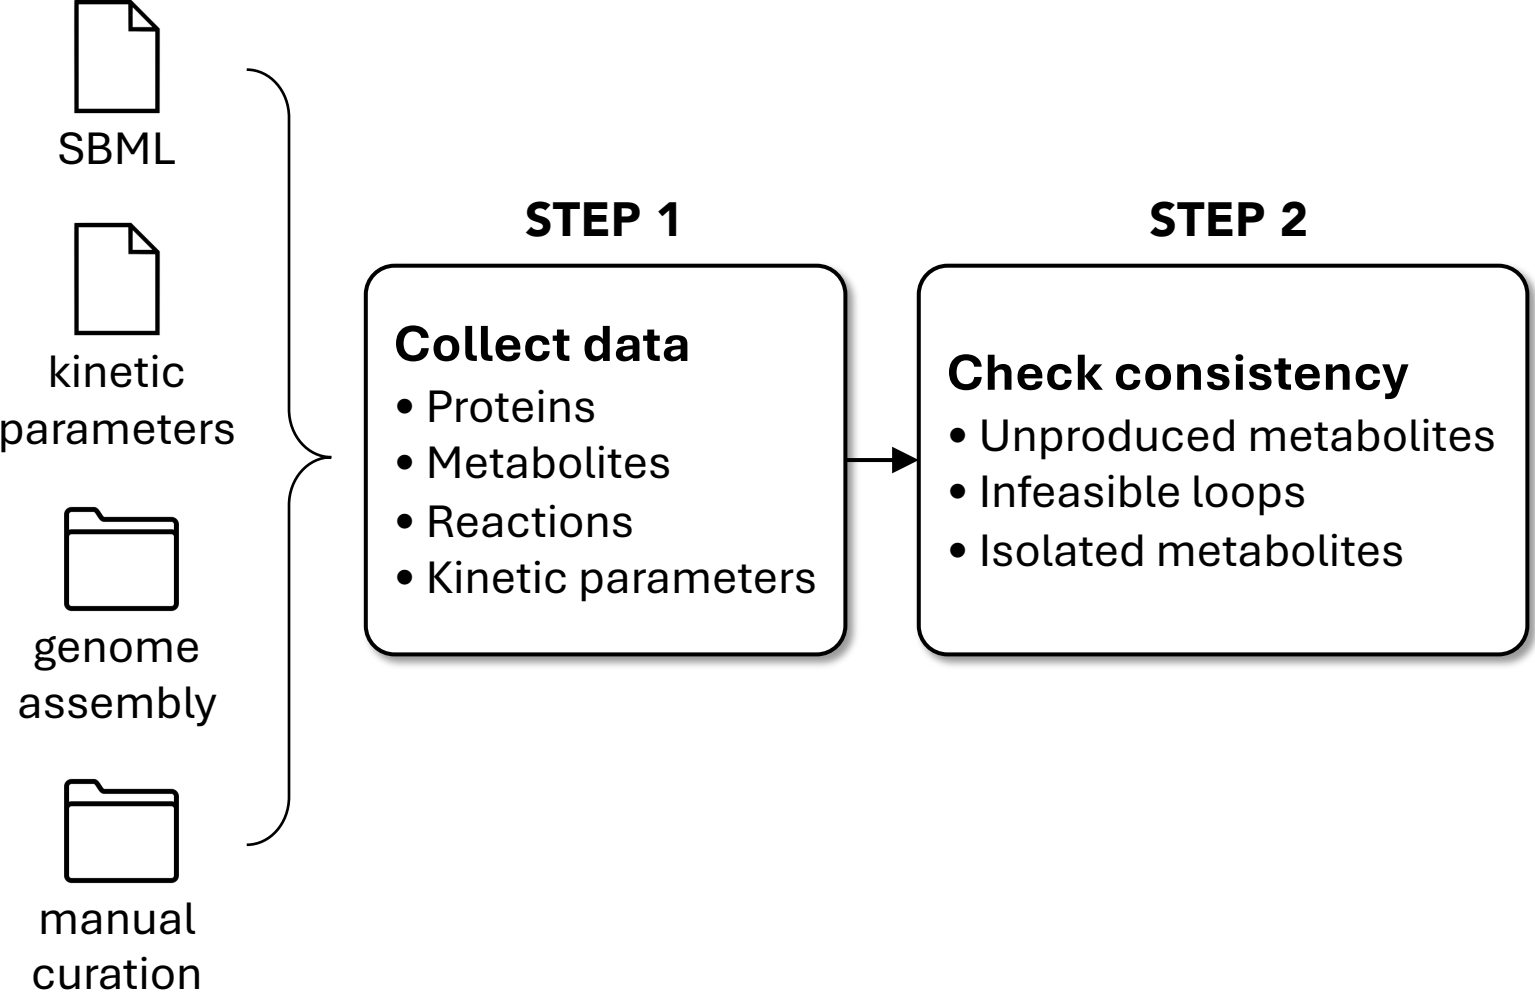 SBML
kinetic
parameters
genome
assembly
manual
curation
STEP 1
Collect data
• Proteins
• Metabolites
• Reactions
• Kinetic parameters
STEP 2
Check consistency
• Unproduced metabolites
• Infeasible loops
• Isolated metabolites